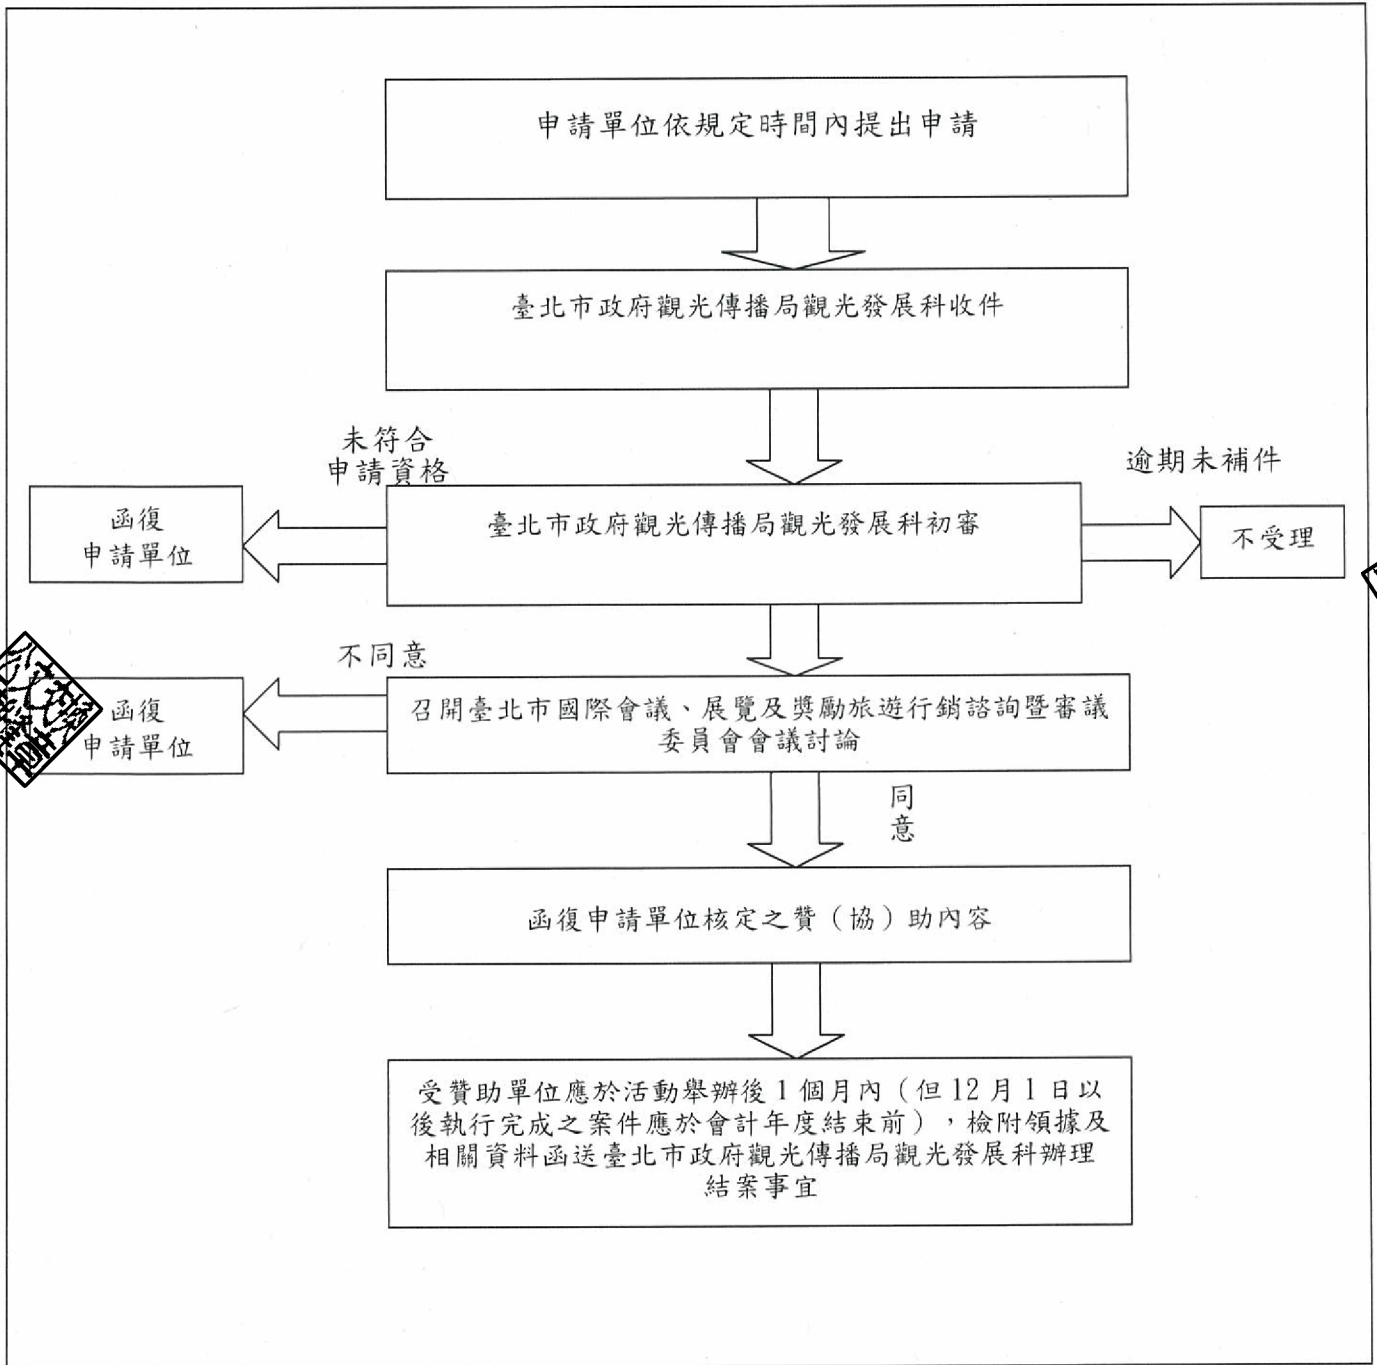 申請單位依規定時間內提出申請
臺北市政府觀光傳播局觀光發展科收件
未符合
申請資格
逾期未補件
函復
申請單位
臺北市政府觀光傳播局觀光發展科初審
不受理
不同意
函復
申請單位
召開臺北市國際會議、展覽及獎勵旅遊行銷諮詢暨審議
委員會會議討論
同
意
函復申請單位核定之贊（協）助內容
受贊助單位應於活動舉辦後1個月內（但12月1日以
後執行完成之案件應於會計年度結束前），檢附領據及
相關資料函送臺北市政府觀光傳播局觀光發展科辦理
結案事宜